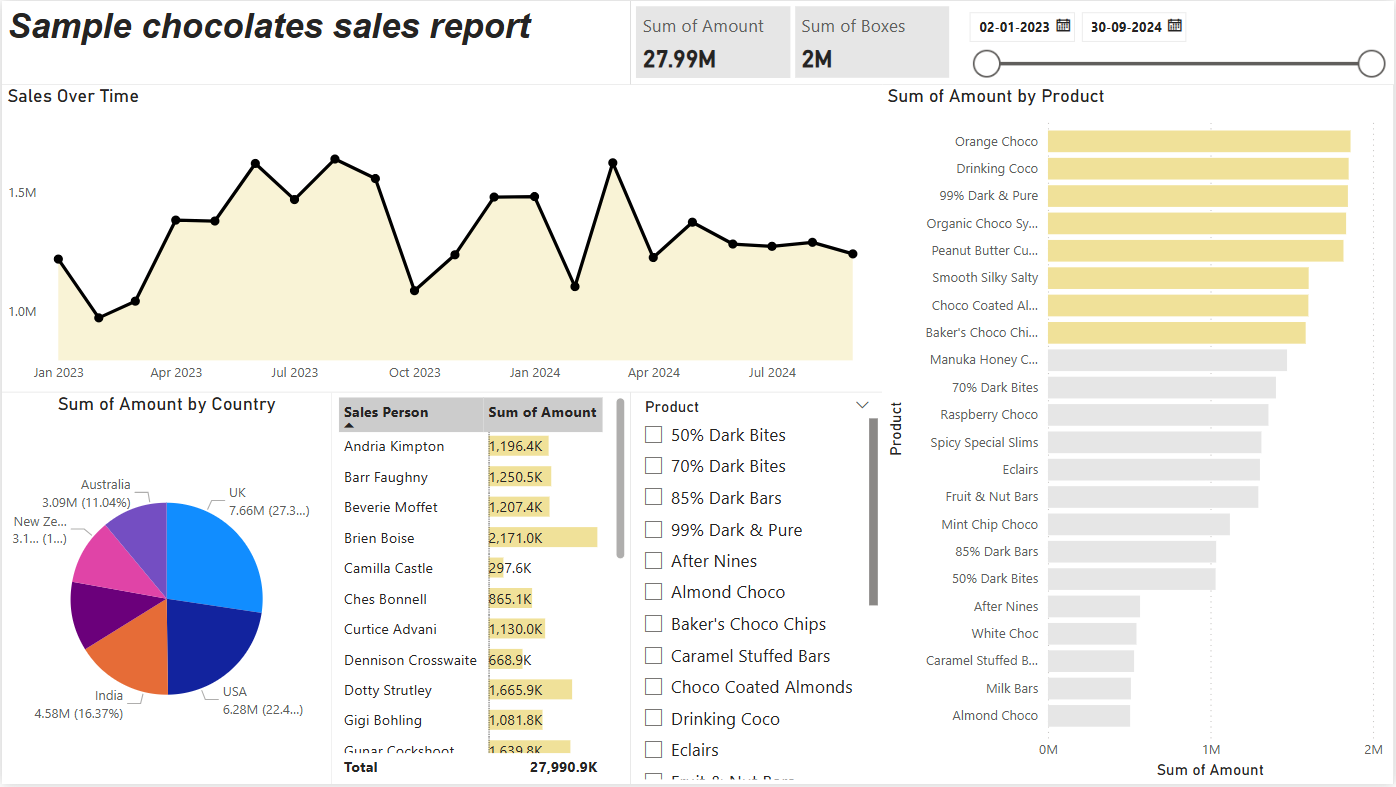 Sample chocolates sales report
Sum of Amount
27.99M
Sum of Boxes
2M
02-01-2023
30-09-2024
Sales Over Time
1.5M
1.0M
Jan 2023
Apr 2023
Jul 2023
Oct 2023
Jan 2024
Apr 2024
Jul 2024
Sum of Amount by Country
UK
7.66M (27.3...)
USA
6.28M (22.4...)
India
4.58M (16.37%)
New Ze...
3.1... (1...)
Australia
3.09M (11.04%)
Sales Person Sum of Amount
Andria Kimpton 1,196.4K
Barr Faughny 1,250.5K
Beverie Moffet 1,207.4K
Brien Boise 2,171.0K
Camilla Castle 297.6K
Ches Bonnell 865.1K
Curtice Advani 1,130.0K
Dennison Crosswaite 668.9K
Dotty Strutley 1,665.9K
Gigi Bohling 1,081.8K
Gunar Cockshoot 1,639.8K
Total 27,990.9K
Product
50% Dark Bites
70% Dark Bites
85% Dark Bars
99% Dark & Pure
After Nines
Almond Choco
Baker's Choco Chips
Caramel Stuffed Bars
Choco Coated Almonds
Drinking Coco
Eclairs
Fruit & Nut Bars
Sum of Amount by Product
Product
Orange Choco
Drinking Coco
99% Dark & Pure
Organic Choco Sy...
Peanut Butter Cu...
Smooth Silky Salty
Choco Coated Al...
Baker's Choco Chi...
Manuka Honey C...
70% Dark Bites
Raspberry Choco
Spicy Special Slims
Eclairs
Fruit & Nut Bars
Mint Chip Choco
85% Dark Bars
50% Dark Bites
After Nines
White Choc
Caramel Stuffed B...
Milk Bars
Almond Choco
0M
1M
2M
Sum of Amount